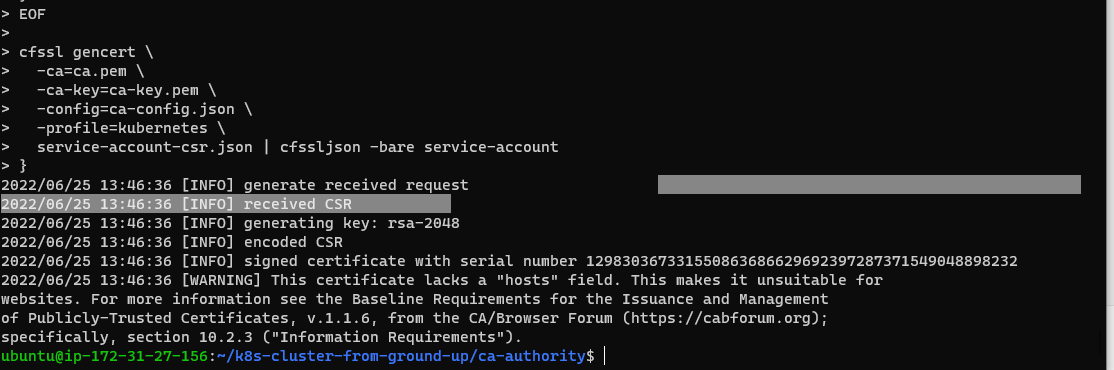 > EOF
>
> cfssl gencert \
>   -ca=ca.pem \
>   -ca-key=ca-key.pem \
>   -config=ca-config.json \
>   -profile=kubernetes \
>   service-account-csr.json | cfssljson -bare service-account
> }
2022/06/25 13:46:36 [INFO] generate received request
2022/06/25 13:46:36 [INFO] received CSR
2022/06/25 13:46:36 [INFO] generating key: rsa-2048
2022/06/25 13:46:36 [INFO] encoded CSR
2022/06/25 13:46:36 [INFO] signed certificate with serial number 129830367331550863686629692397287371549048898232
2022/06/25 13:46:36 [WARNING] This certificate lacks a "hosts" field. This makes it unsuitable for
websites. For more information see the Baseline Requirements for the Issuance and Management
of Publicly-Trusted Certificates, v.1.1.6, from the CA/Browser Forum (https://cabforum.org);
specifically, section 10.2.3 ("Information Requirements").
ubuntu@ip-172-31-27-156:~/k8s-cluster-from-ground-up/ca-authority$